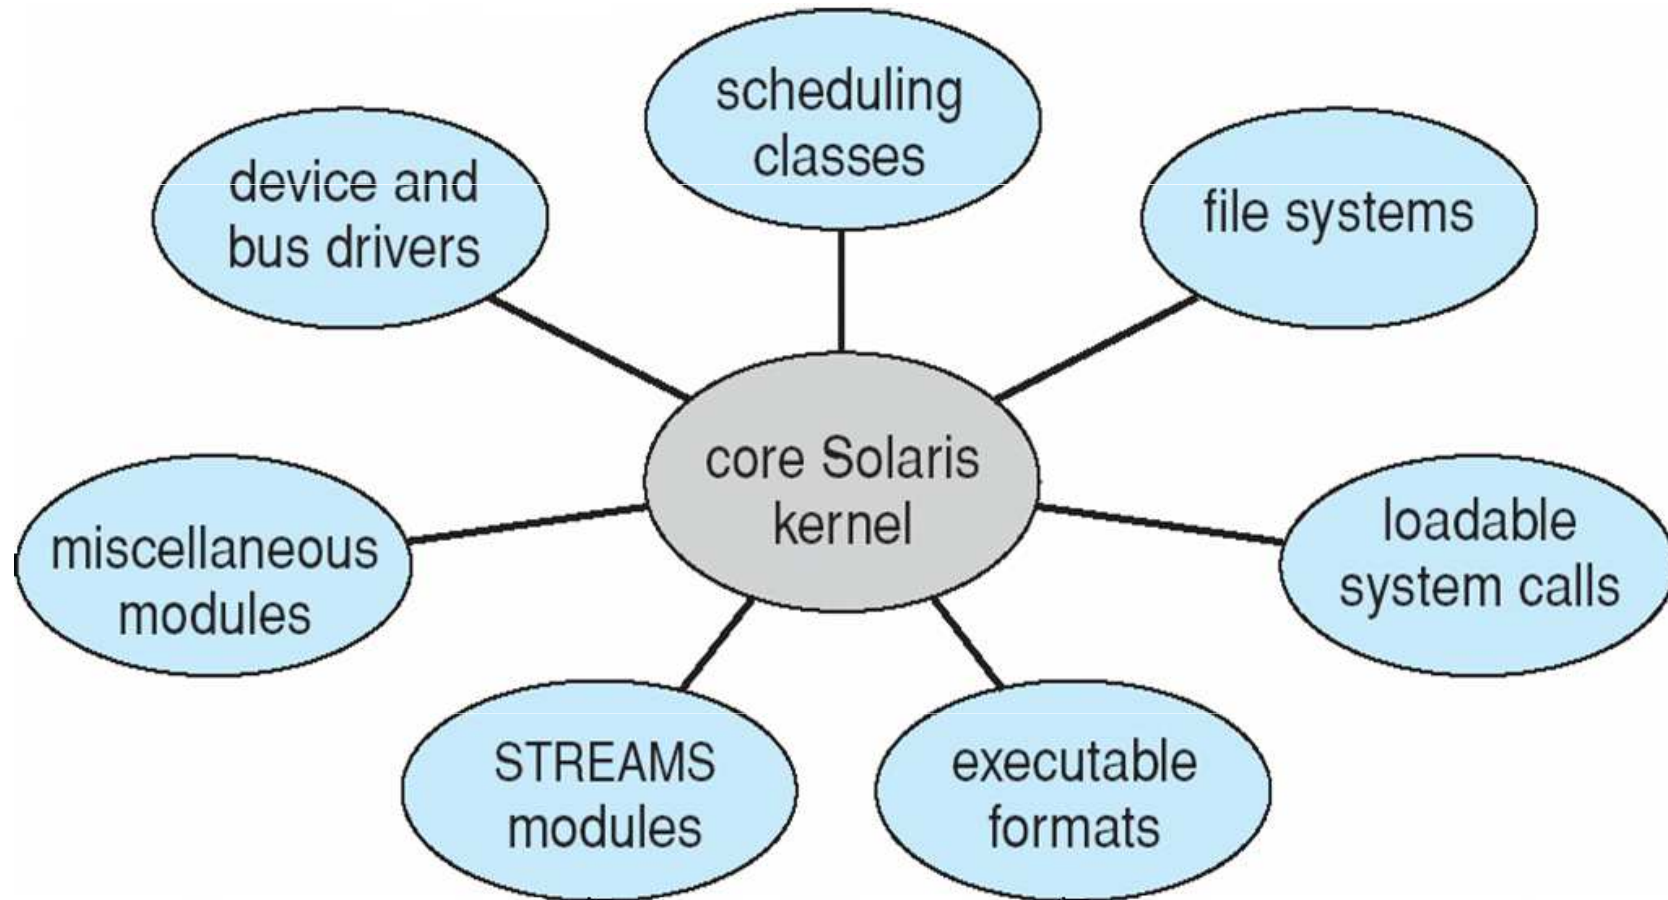 scheduling
classes
device and
bus drivers
file systems
core Solaris
kernel
miscellaneous
modules
loadable
system calls
STREAMS
modules
executable
formats